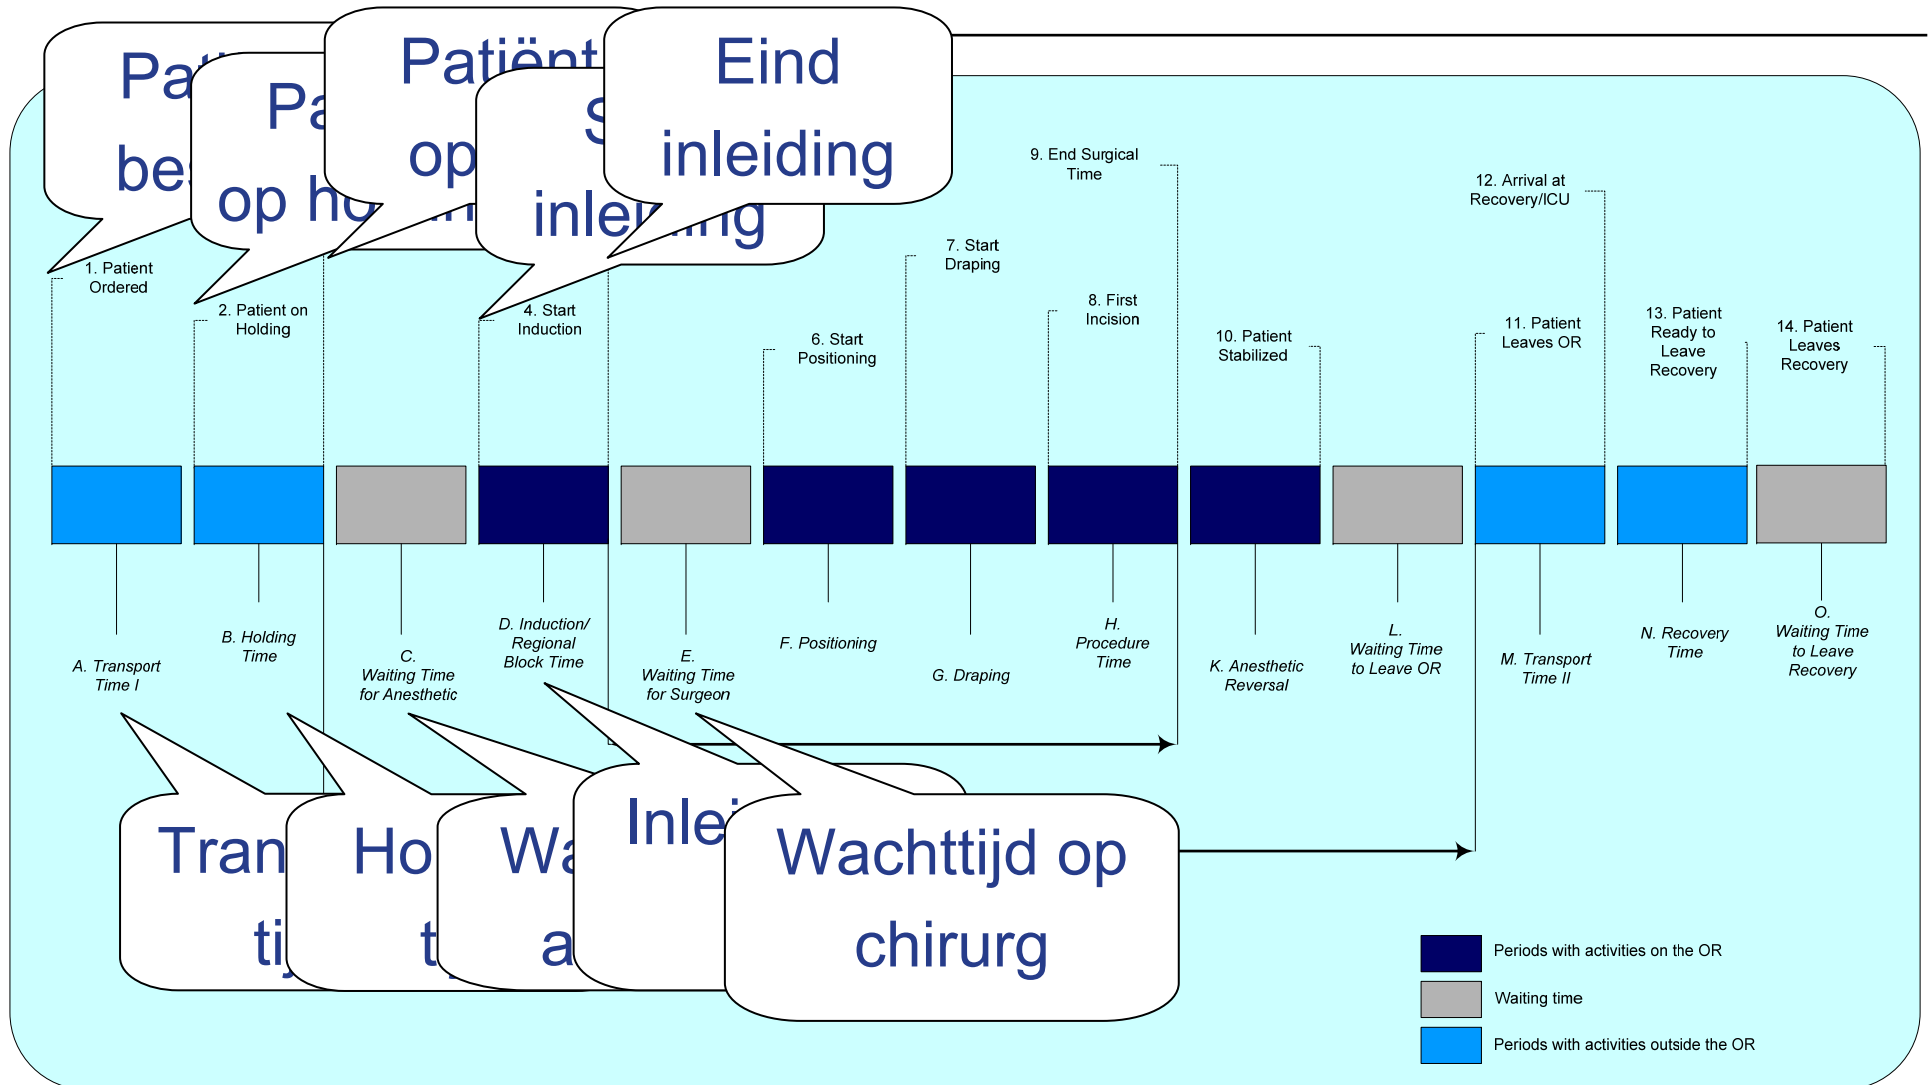 Eind
inleiding
Patiënt
op
inleiding
op
9. End Surgical
Time
12. Arrival at
Recovery/ICU
7. Start
Draping
1. Patient
Ordered
2. Patient on
Holding
4. Start
Induction
8. First
Incision
6. Start
Positioning
10. Patient
Stabilized
11. Patient
Leaves OR
13. Patient
Ready to
Leave
Recovery
14. Patient
Leaves
Recovery
A. Transport
Time I
B. Holding
Time
C.
Waiting Time
for Anesthetic
D. Induction/
Regional
Block Time
E.
Waiting Time
for Surgeon
F. Positioning
G. Draping
H.
Procedure
Time
K. Anesthetic
Reversal
L.
Waiting Time
to Leave OR
M. Transport
Time II
N. Recovery
Time
O.
Waiting Time
to Leave
Recovery
Wachttijd op
chirurg
Periods with activities on the OR
Waiting time
Periods with activities outside the OR